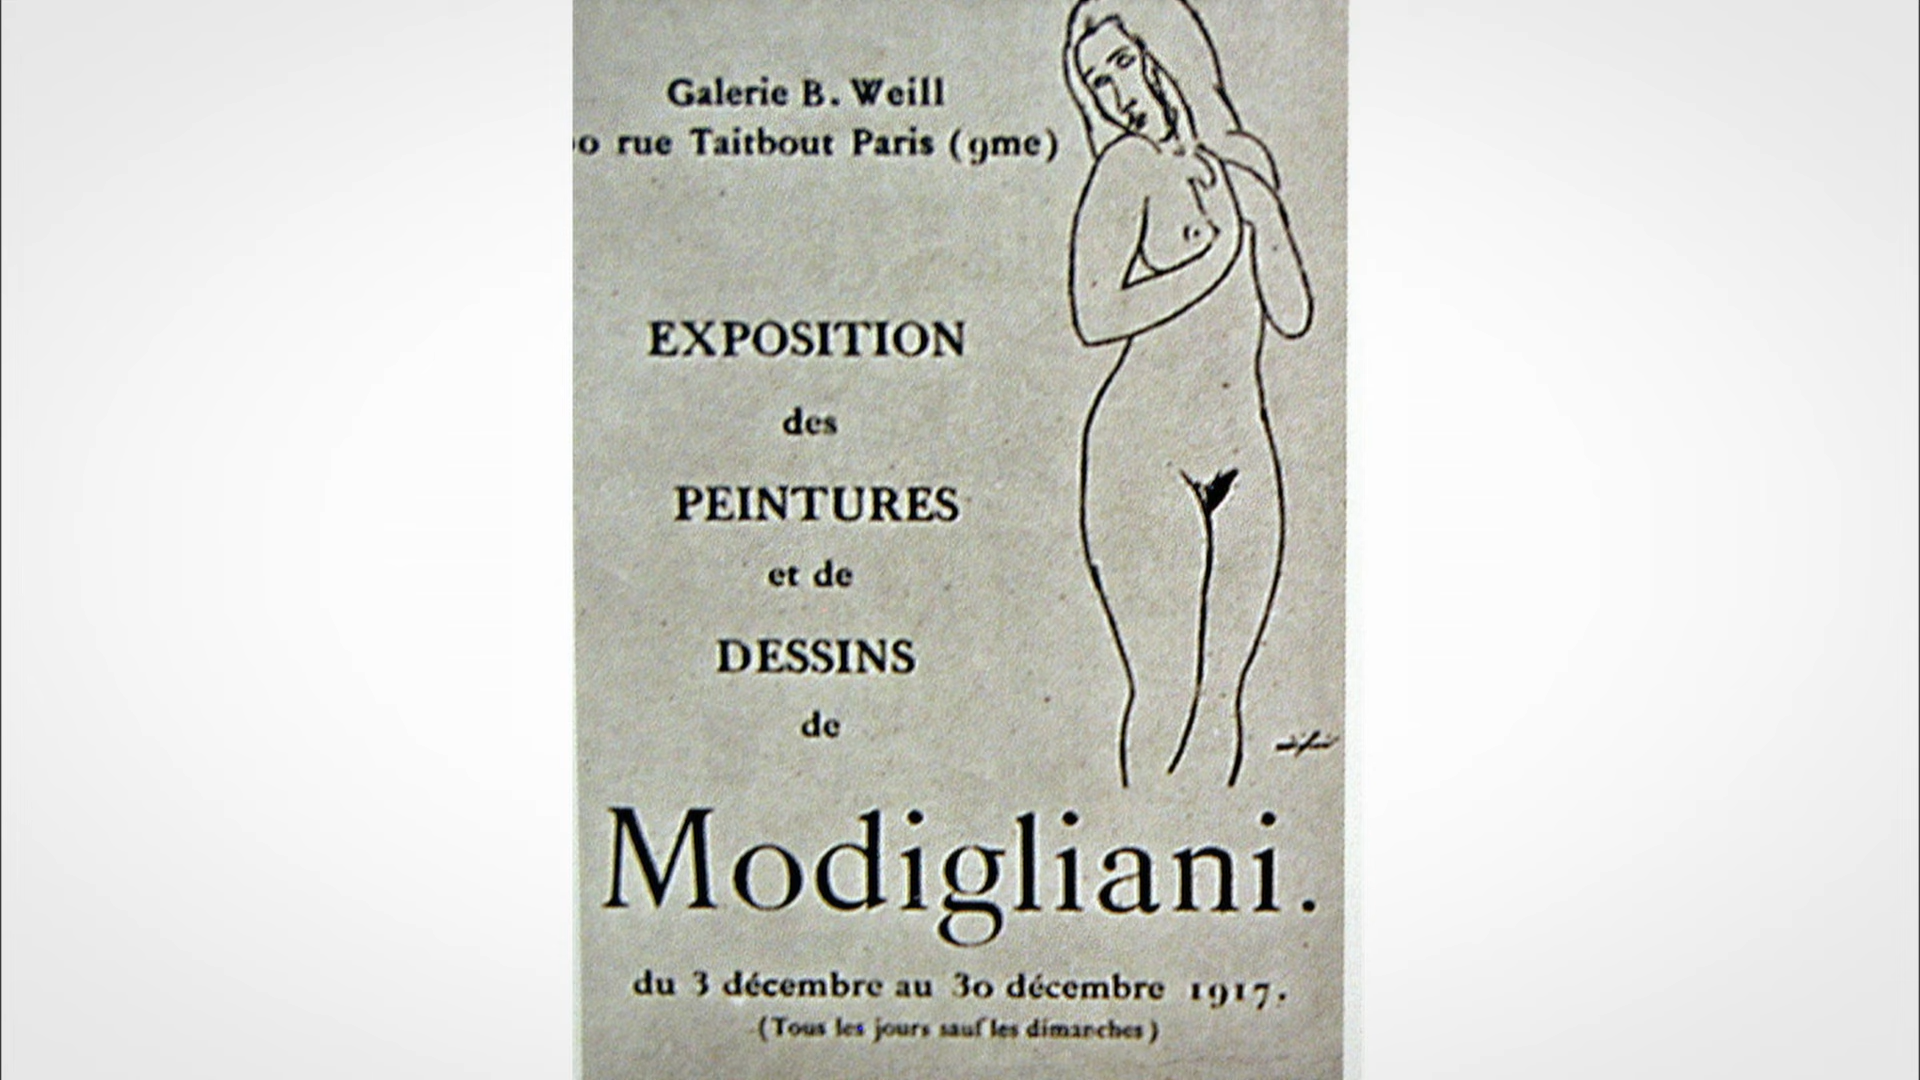 Galerie B. Weill
rue Taitbout Paris (9me)
EXPOSITION
des
PEINTURES
et de
DESSINS
de
Modigliani.
du 3 décembre au 30 décembre 1917.
(Tous les jours sauf les dimanches)